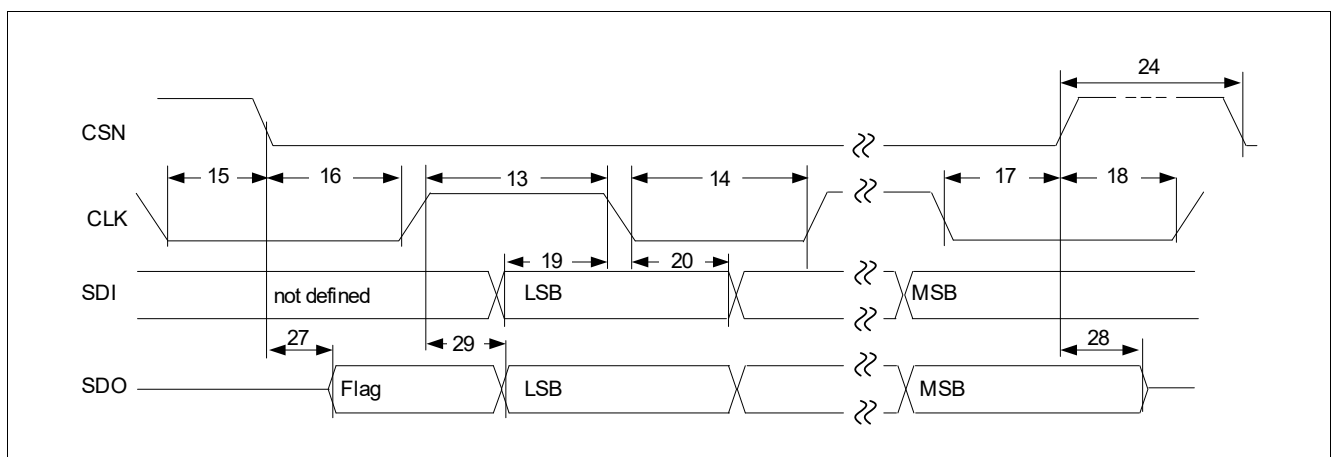 24
CSN
15 16 13 14 17 18
CLK
19 20
SDI not defined LSB MSB
27 29 28
SDO Flag LSB MSB